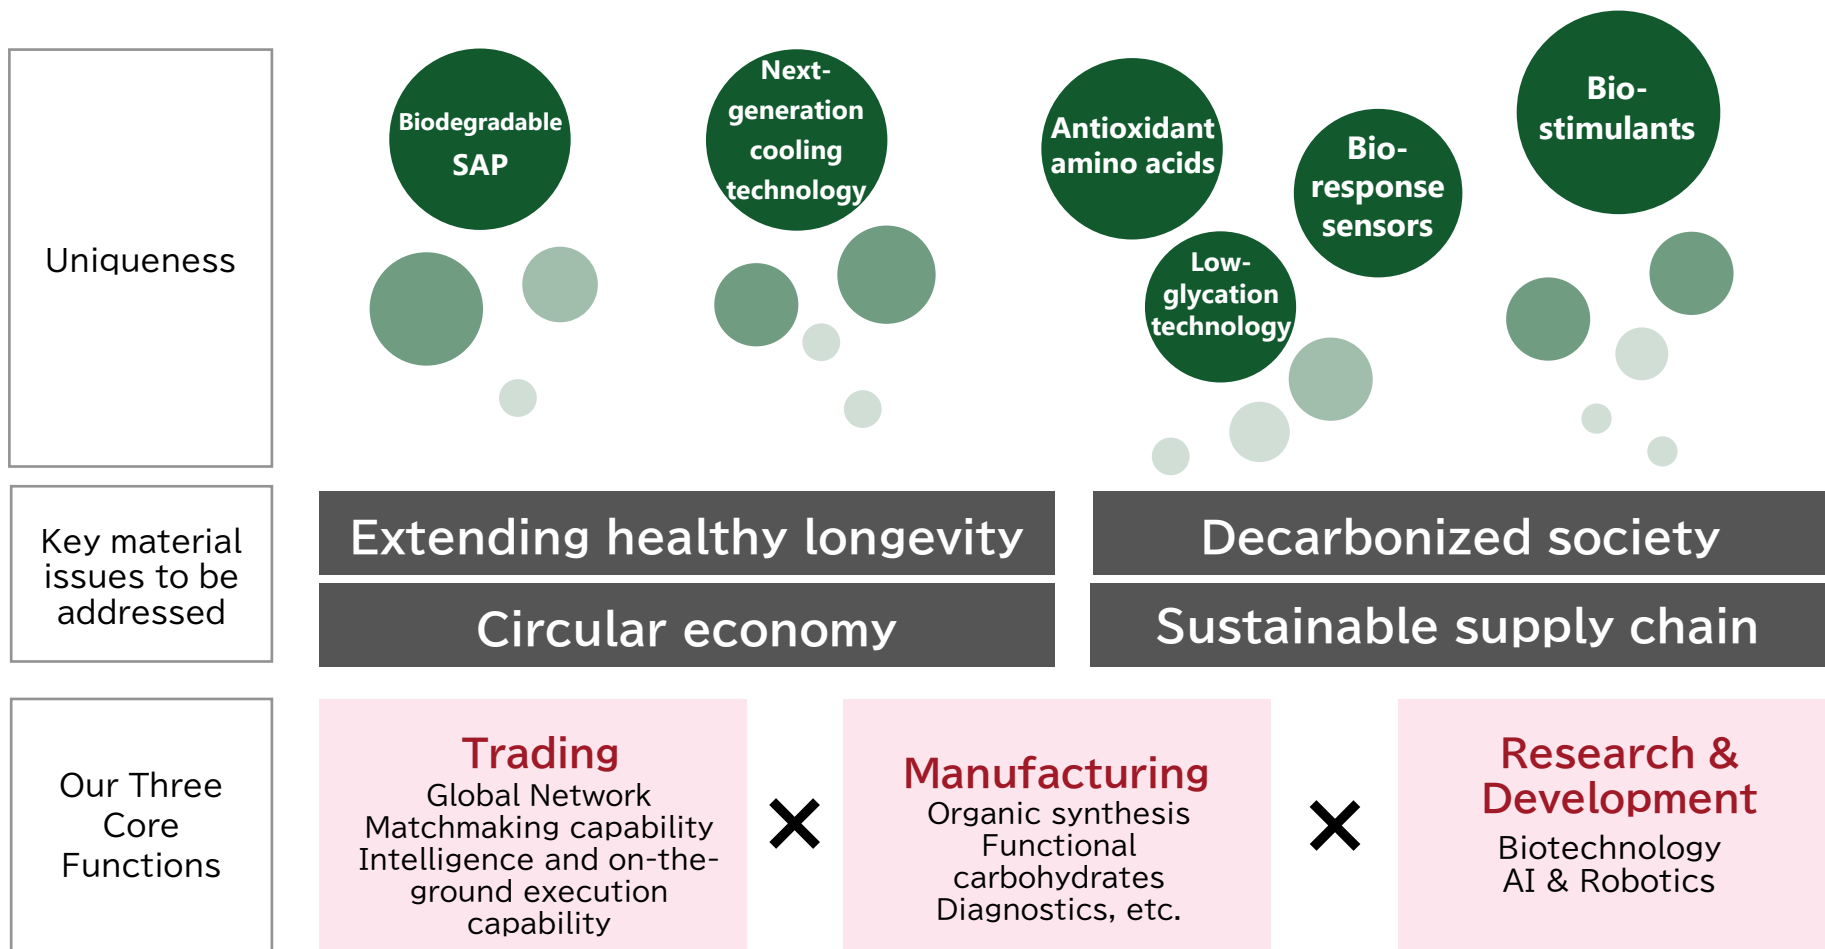 Uniqueness
Biodegradable
SAP
Next-
generation
cooling
technology
Antioxidant
amino acids
Low-
glycation
technology
Bio-
response
sensors
Bio-
stimulants
Key material
issues to be
addressed
Extending healthy longevity
Decarbonized society
Circular economy
Sustainable supply chain
Our Three
Core
Functions
Trading
Global Network
Matchmaking capability
Intelligence and on-the-
ground execution
capability
×
Manufacturing
Organic synthesis
Functional
carbohydrates
Diagnostics, etc.
×
Research &
Development
Biotechnology
AI & Robotics